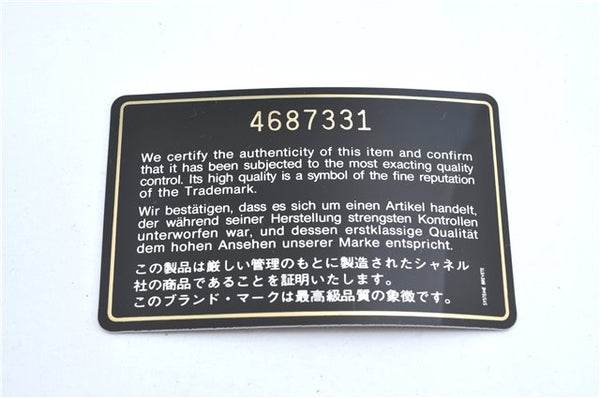 4687331
We certify the authenticity of this item and confirm
that it has been subjected to the most exacting quality
control. Its high quality is a symbol of the fine reputation
of the Trademark.
Wir bestätigen, dass es sich um einen Artikel handelt,
der während seiner Herstellung strengsten Kontrollen
unterworfen war, und dessen erstklassige Qualität
dem hohen Ansehen unserer Marke entspricht.
この製品は厳しい管理のもとに製造されたシャネル
社の商品であることを証明いたします。
このブランド・マークは最高級品質の象徴です。
SYSTEME BREVETE